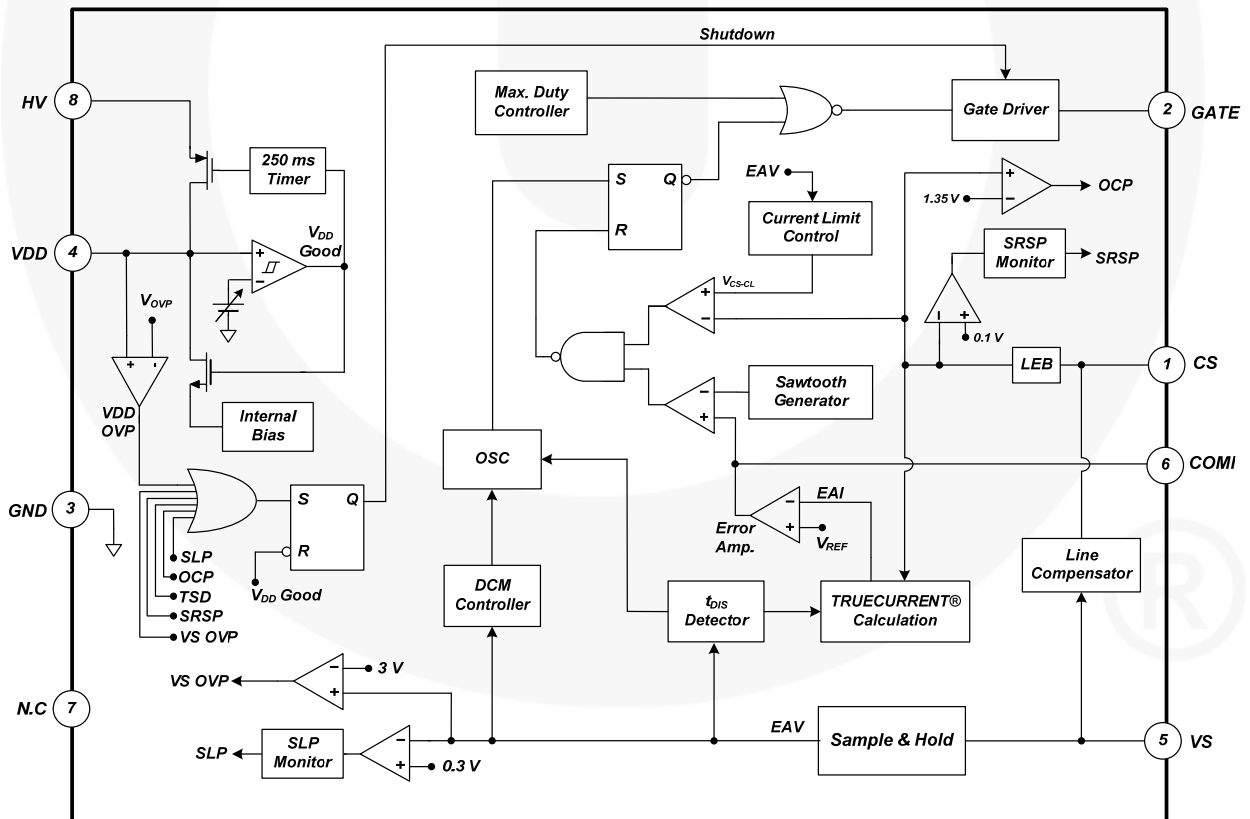 Shutdown
8
HV
Max. Duty
Controller
Gate Driver
2
GATE
250 ms
Timer
S
Q
R
EAV
Current Limit
Control
+
−
1.35 V
OCP
4
VDD
VDD
Good
+
−
SRSP
Monitor
SRSP
VCS-CL
+
−
VOVP
+
-
−
+
0.1 V
LEB
1
CS
VDD
OVP
Internal
Bias
−
+
Sawtooth
Generator
OSC
6
COMI
3
GND
S
Q
R
VDD Good
SLP
OCP
TSD
SRSP
VS OVP
Error
Amp.
−
+
EAI
VREF
Line
Compensator
DCM
Controller
tDIS
Detector
TRUECURRENT®
Calculation
®
7
N.C
VS OVP
−
+
3 V
EAV
Sample & Hold
5
VS
SLP
SLP
Monitor
−
+
0.3 V